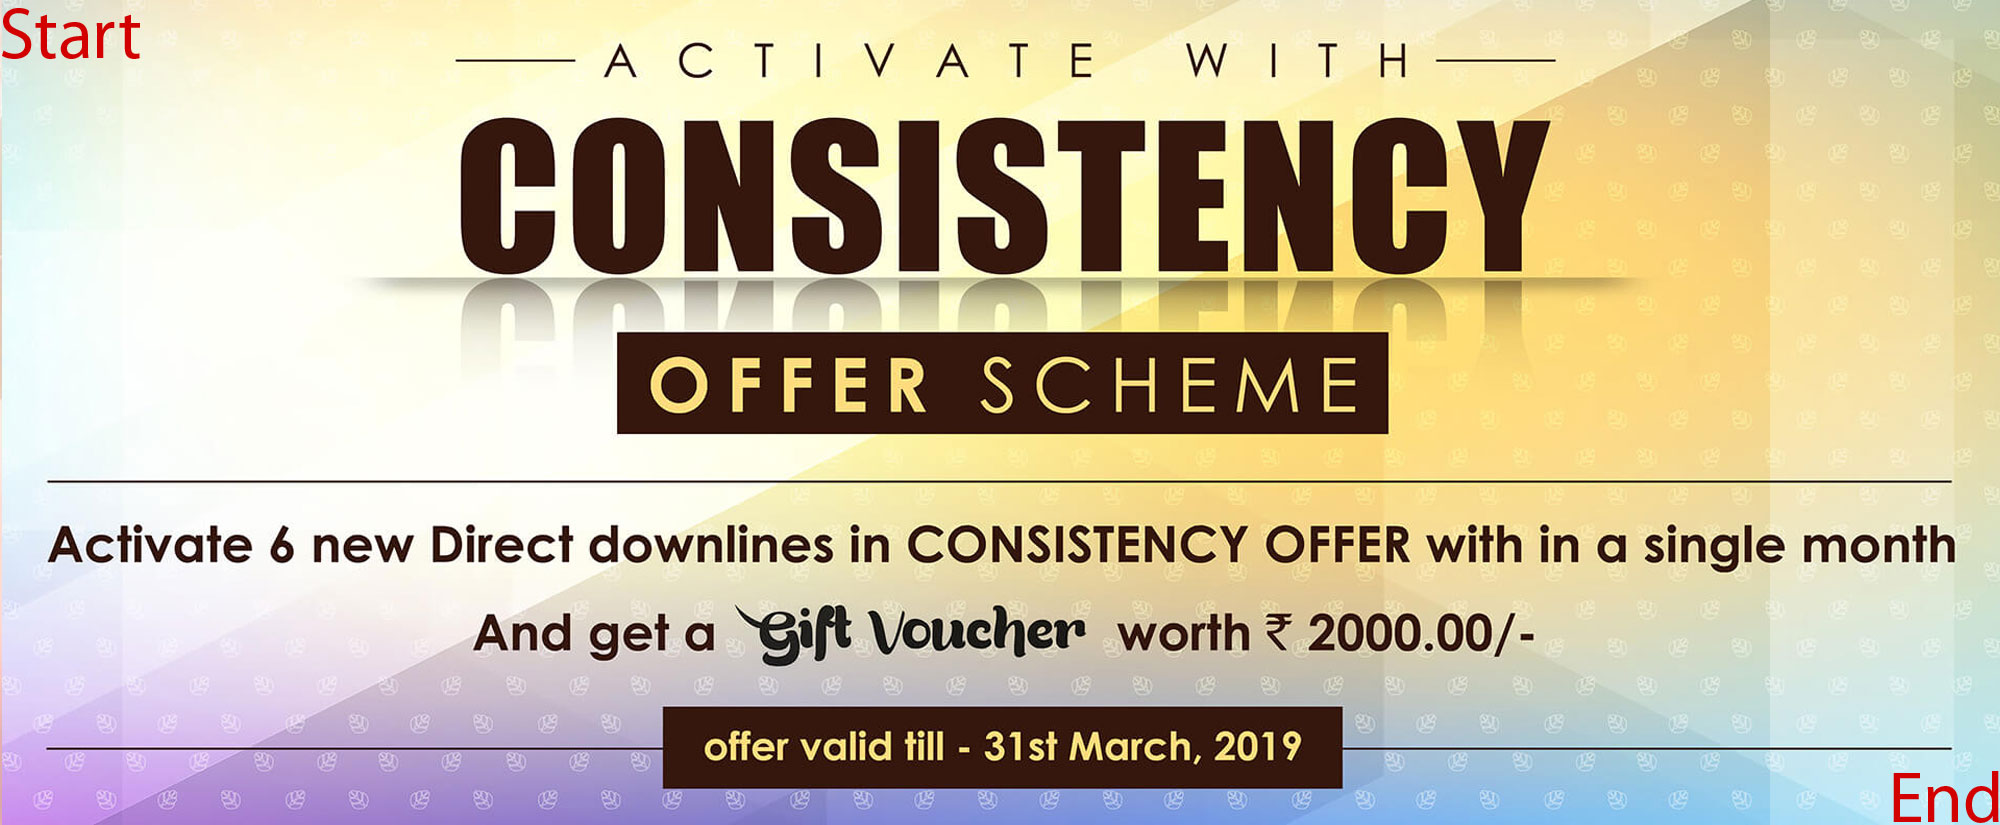 Start
ACTIVATE WITH
CONSISTENCY
OFFER SCHEME
Activate 6 new Direct downlines in CONSISTENCY OFFER with in a single month
And get a Gift Voucher worth ₹ 2000.00/-
offer valid till - 31st March, 2019
End